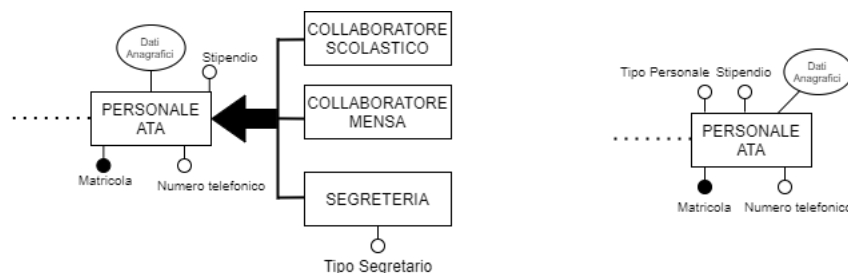 COLLABORATORE
SCOLASTICO
Dati
Anagrafici
Stipendio
PERSONALE
ATA
COLLABORATORE
MENSA
Matricola
Numero telefonico
SEGRETERIA
Tipo Segretario
Dati
Anagrafici
Tipo Personale
Stipendio
PERSONALE
ATA
Matricola
Numero telefonico